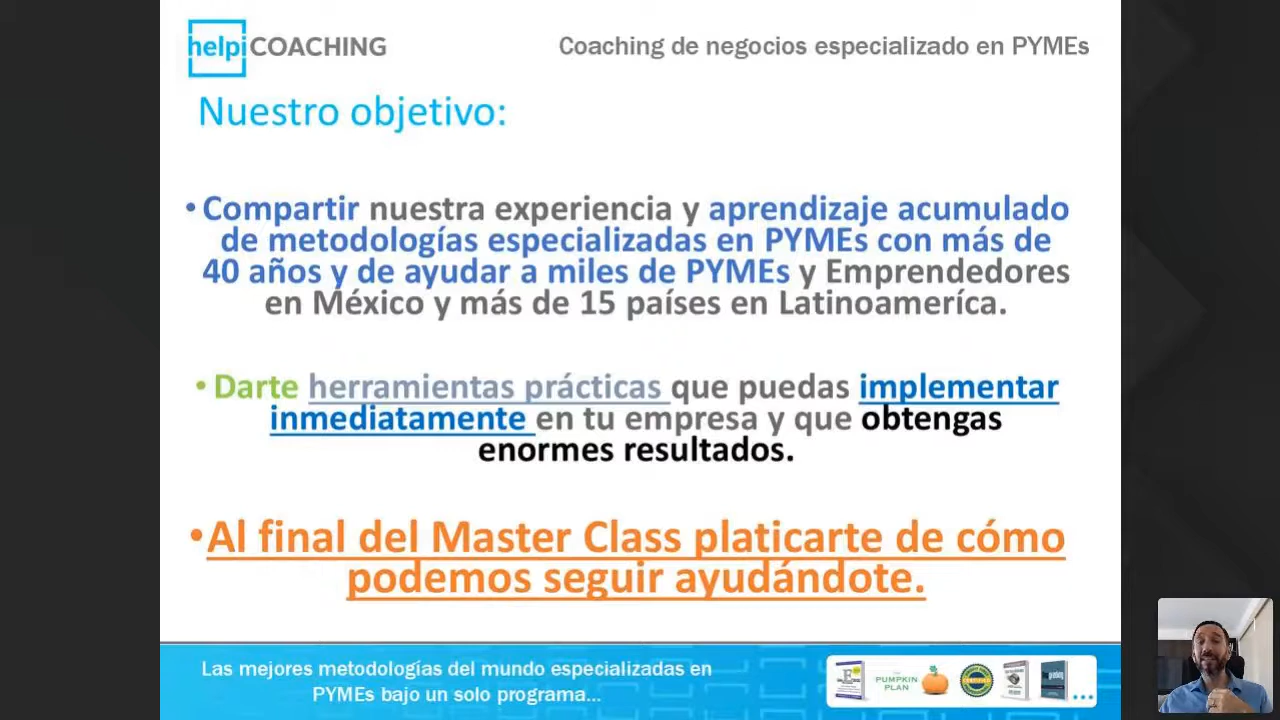 helpi COACHING
Coaching de negocios especializado en PYMEs
Nuestro objetivo:
• Compartir nuestra experiencia y aprendizaje acumulado
de metodologías especializadas en PYMEs con más de
40 años y de ayudar a miles de PYMEs y Emprendedores
en México y más de 15 países en Latinoameríca.
• Darte herramientas prácticas que puedas implementar
inmediatamente en tu empresa y que obtengas
enormes resultados.
•Al final del Master Class platicarte de cómo
podemos seguir ayudándote.
Las mejores metodologías del mundo especializadas en
PYMEs bajo un solo programa...
PUMPKIN
PLAN
...